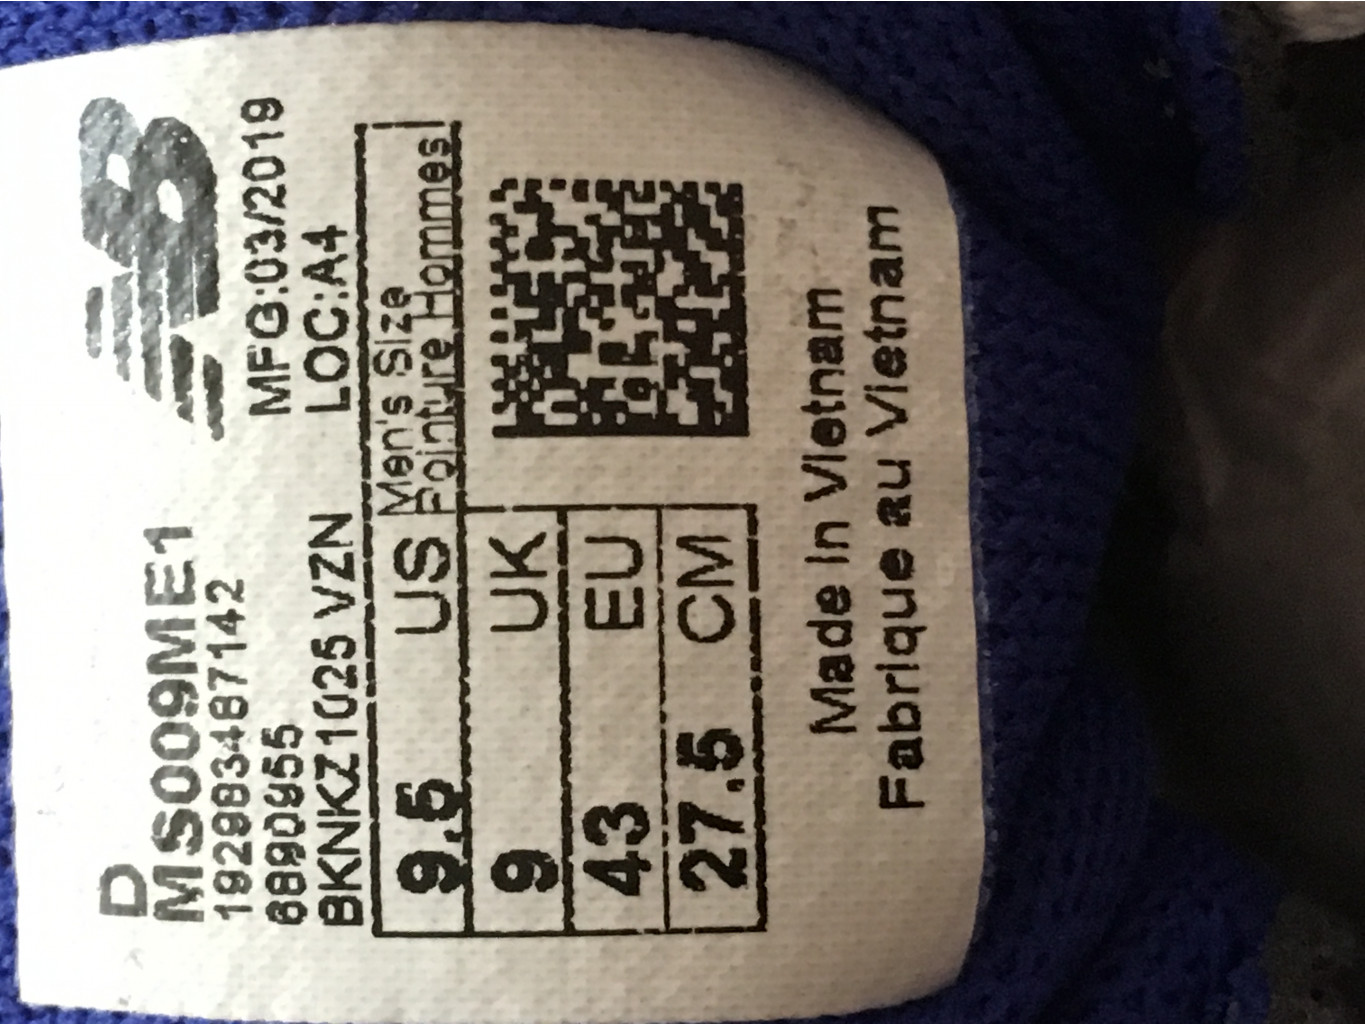 D
MS009ME1
192983487142
MFG:03/2019
LOC:A4
BKNKZ1025 VZN
Men's Size
Pointure Hommes
US 9.5
UK 9
EU 43
CM 27.5
Made In Vietnam
Fabrique au Vietnam